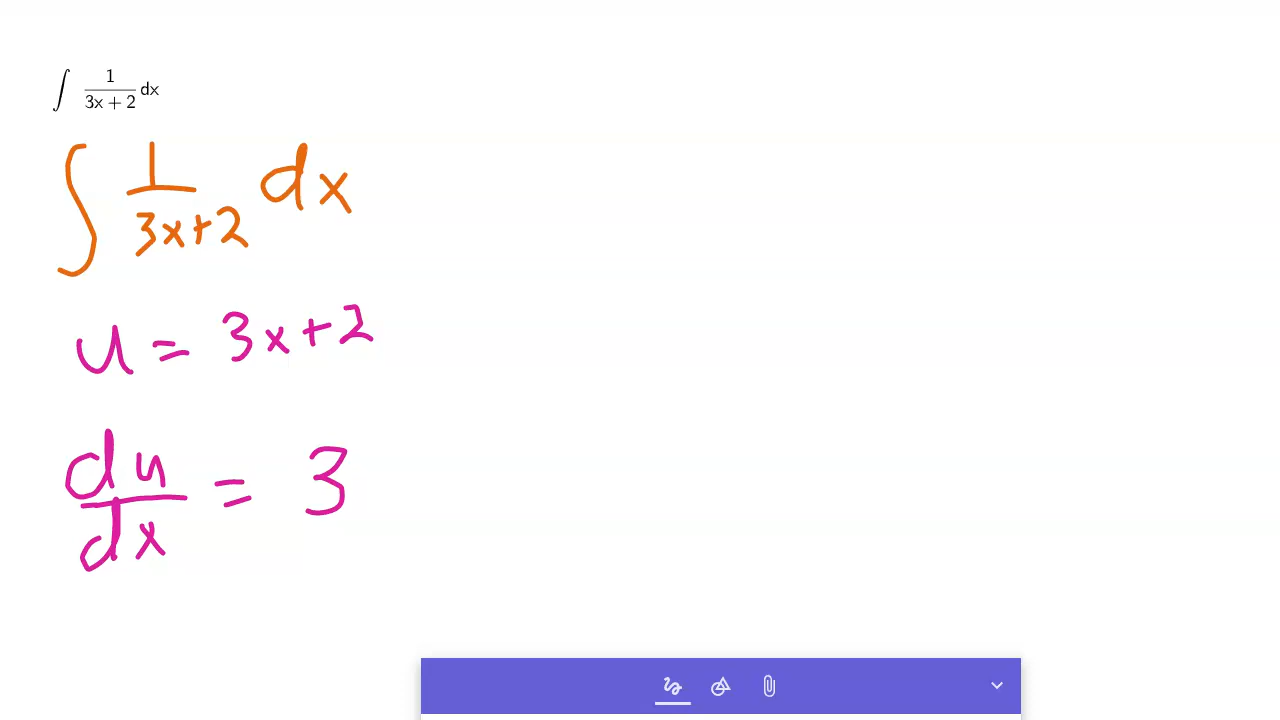 ∫ 1/(3x + 2) dx
∫ 1/(3x+2) dx
u = 3x+2
du/dx = 3